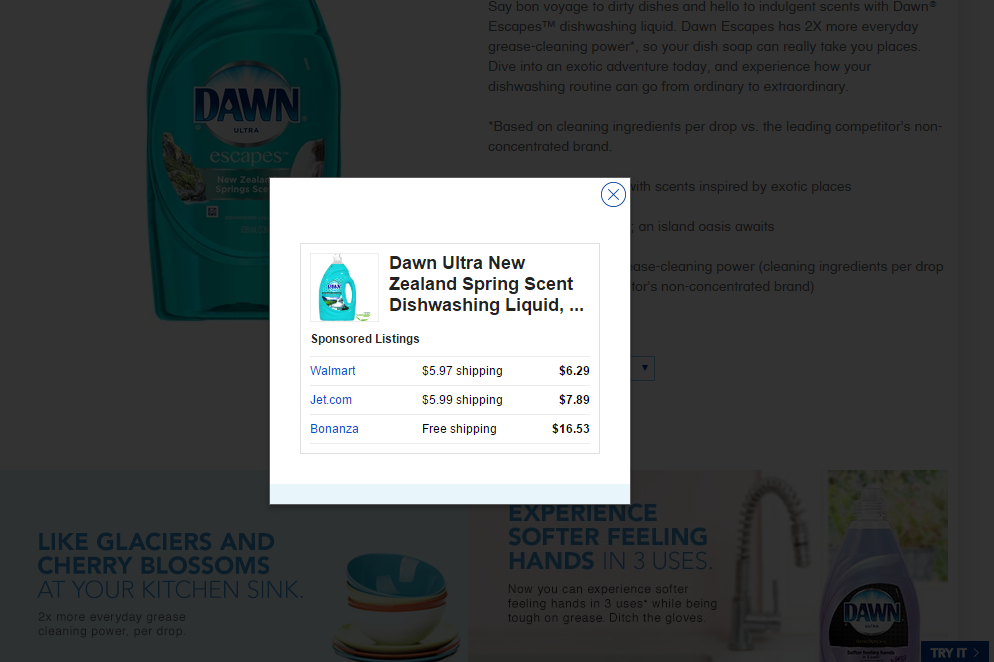 Say bon voyage to dirty dishes and hello to indulgent scents with Dawn®
Escapes™ dishwashing liquid. Dawn Escapes has 2X more everyday
grease-cleaning power*, so your dish soap can really take you places.
Dive into an exotic adventure today, and experience how your
dishwashing routine can go from ordinary to extraordinary.
*Based on cleaning ingredients per drop vs. the leading competitor's non-
concentrated brand.
with scents inspired by exotic places
; an island oasis awaits
ease-cleaning power (cleaning ingredients per drop
tor's non-concentrated brand)
DAWN
ULTRA
escapes™
New Zealan
Springs Sce
Dawn Ultra New
Zealand Spring Scent
Dishwashing Liquid, ...
Sponsored Listings
Walmart $5.97 shipping $6.29
Jet.com $5.99 shipping $7.89
Bonanza Free shipping $16.53
LIKE GLACIERS AND
CHERRY BLOSSOMS
AT YOUR KITCHEN SINK.
2x more everyday grease
cleaning power, per drop.
EXPERIENCE
SOFTER FEELING
HANDS IN 3 USES.
Now you can experience softer
feeling hands in 3 uses* while being
tough on grease. Ditch the gloves.
DAWN
ULTRA
TRY IT